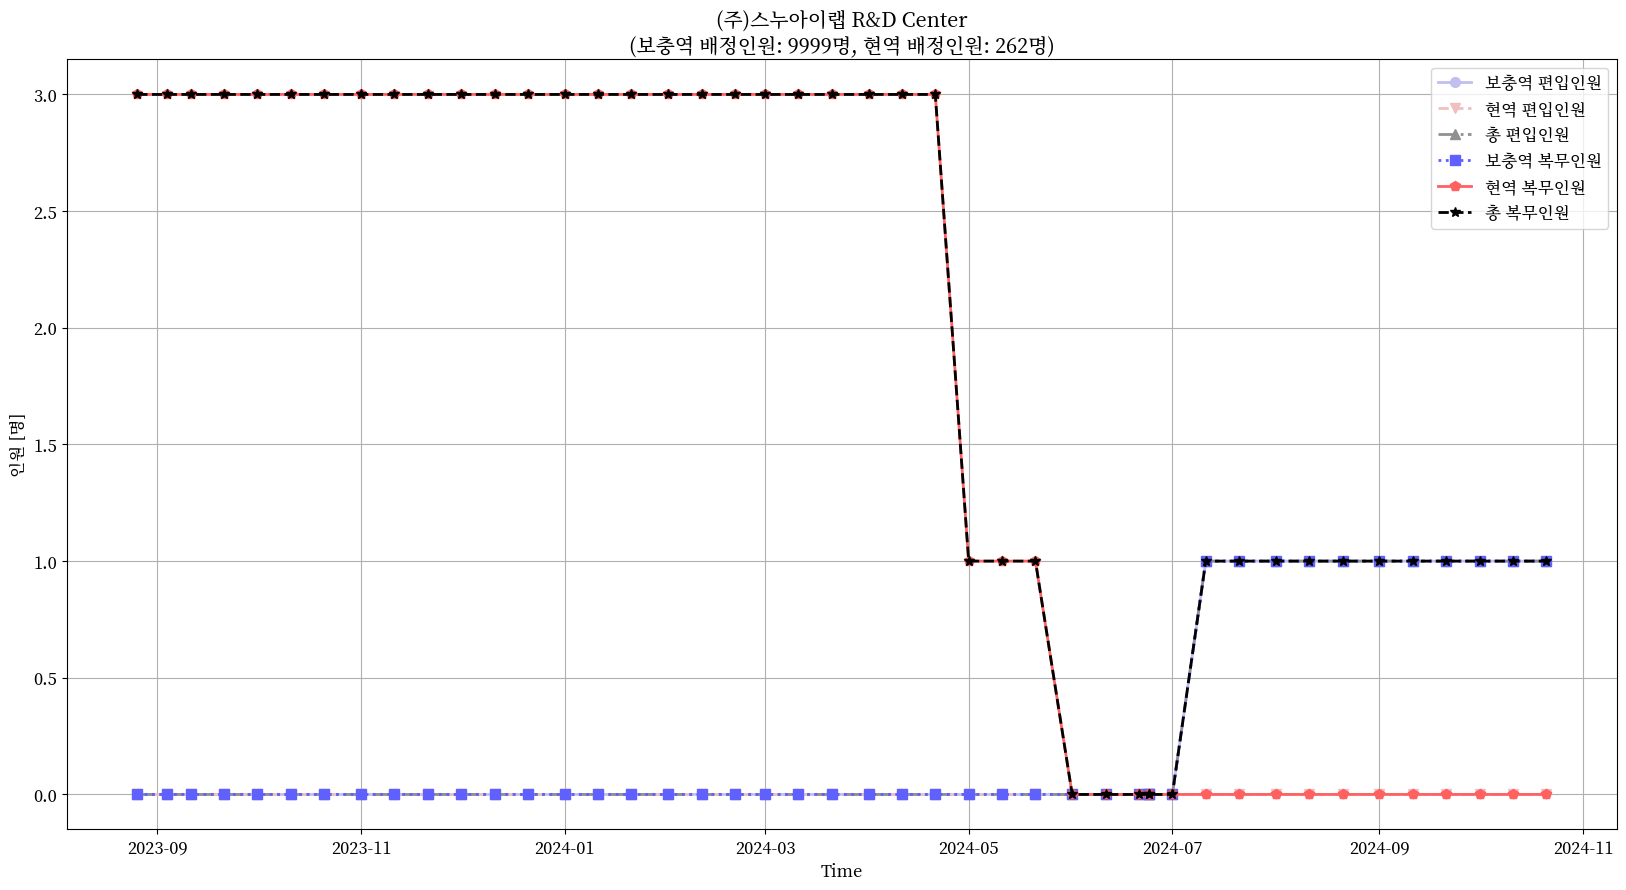 (주)스누아이랩 R&D Center
(보충역 배정인원: 9999명, 현역 배정인원: 262명)
보충역 편입인원
현역 편입인원
총 편입인원
보충역 복무인원
현역 복무인원
총 복무인원
인원 [명]
3.0
2.5
2.0
1.5
1.0
0.5
0.0
2023-09
2023-11
2024-01
2024-03
2024-05
2024-07
2024-09
2024-11
Time